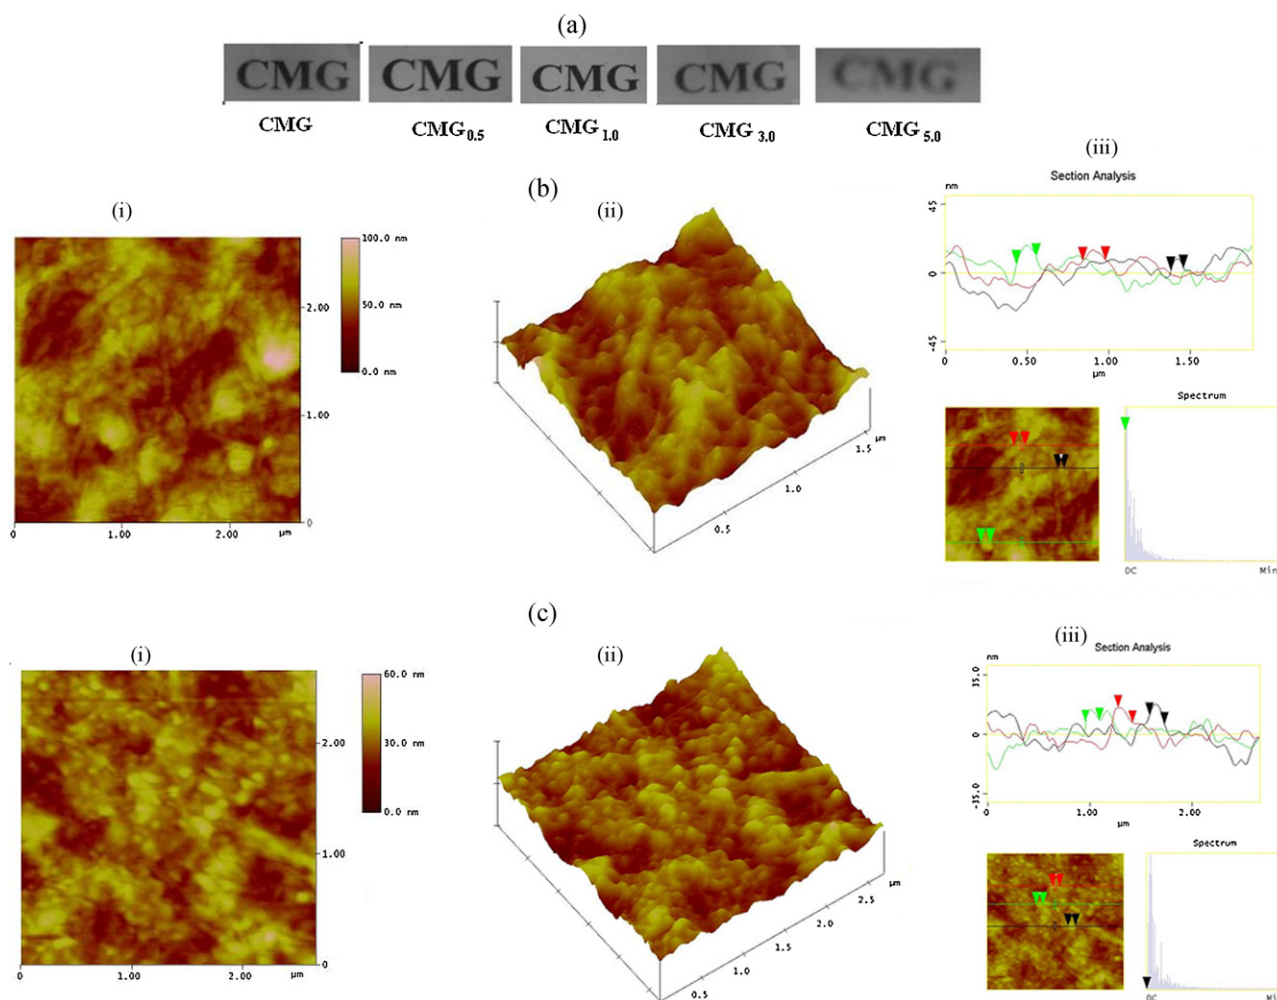 (a)
CMG CMG CMG CMG CMG
CMG CMG0.5 CMG1.0 CMG3.0 CMG5.0
(b)
(i)
100.0 nm
50.0 nm
0.0 nm
2.00
1.00
0
0 1.00 2.00 µm
(ii)
µm
1.5
1.0
0.5
(iii)
Section Analysis
nm
45
0
-45
0 0.50 1.00 1.50
µm
Spectrum
DC Min
(c)
(i)
60.0 nm
30.0 nm
0.0 nm
2.00
1.00
0
0 1.00 2.00 µm
(ii)
µm
2.5
2.0
1.5
1.0
0.5
(iii)
Section Analysis
nm
35.0
0
-35.0
0 1.00 2.00
µm
Spectrum
DC Min